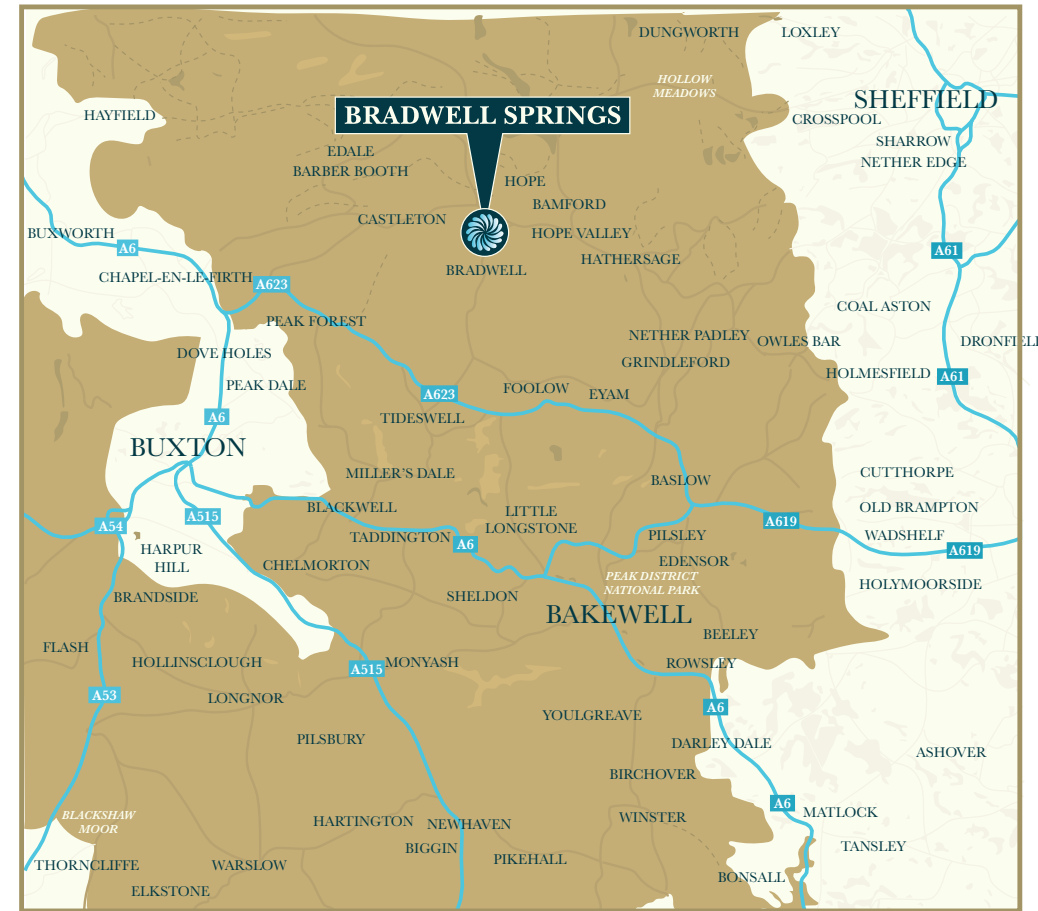 DUNGWORTH
LOXLEY
HOLLOW
MEADOWS
SHEFFIELD
BRADWELL SPRINGS
HAYFIELD
CROSSPOOL
SHARROW
NETHER EDGE
EDALE
BARBER BOOTH
HOPE
BAMFORD
CASTLETON
BUXWORTH
HOPE VALLEY
A6
A61
HATHERSAGE
BRADWELL
CHAPEL-EN-LE-FIRTH
A623
COAL ASTON
PEAK FOREST
NETHER PADLEY
OWLES BAR
DRONFIEL
DOVE HOLES
GRINDLEFORD
HOLMESFIELD
A61
PEAK DALE
FOOLOW
EYAM
A623
A6
TIDESWELL
BUXTON
MILLER'S DALE
CUTTHORPE
BASLOW
BLACKWELL
LITTLE
LONGSTONE
OLD BRAMPTON
A515
A619
A54
TADDINGTON
A6
PILSLEY
WADSHELF
A619
HARPUR
HILL
CHELMORTON
EDENSOR
PEAK DISTRICT
NATIONAL PARK
HOLYMOORSIDE
BRANDSIDE
SHELDON
BAKEWELL
BEELEY
FLASH
HOLLINSCLOUGH
A515
MONYASH
ROWSLEY
A53
LONGNOR
A6
YOULGREAVE
PILSBURY
DARLEY DALE
ASHOVER
BIRCHOVER
A6
MATLOCK
BLACKSHAW
MOOR
HARTINGTON
NEWHAVEN
WINSTER
BIGGIN
TANSLEY
PIKEHALL
THORNCLIFFE
WARSLOW
BONSALL
ELKSTONE